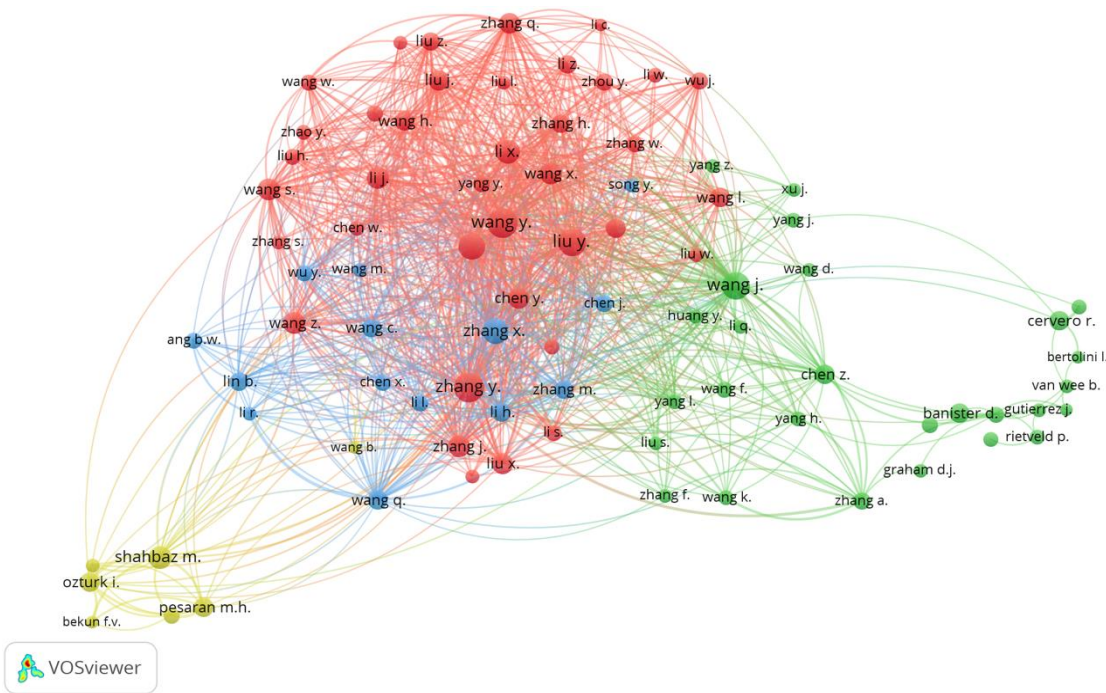 zhang q.
li c.
liu z.
li z.
li w.
wang w.
liu j.
liu l.
zhou y.
wu j.
wang h.
zhang h.
zhao y.
zhang w.
liu h.
li x.
yang z.
wang s.
li j.
yang y.
wang x.
song y.
xu j.
wang l.
wang y.
chen w.
yang j.
zhang s.
liu y.
liu w.
wu y.
wang m.
wang d.
wang j.
chen y.
chen j.
huang y.
li q.
wang z.
wang c.
zhang x.
cervero r.
ang b.w.
bertolini l.
lin b.
chen x.
zhang y.
zhang m.
wang f.
chen z.
van wee b.
li r.
li l.
li h.
yang l.
yang h.
banister d.
gutierrez j.
wang b.
zhang j.
li s.
liu s.
rietveld p.
liu x.
graham d.j.
wang q.
zhang f.
wang k.
zhang a.
shahbaz m.
ozturk i.
pesaran m.h.
bekun f.v.
VOSviewer